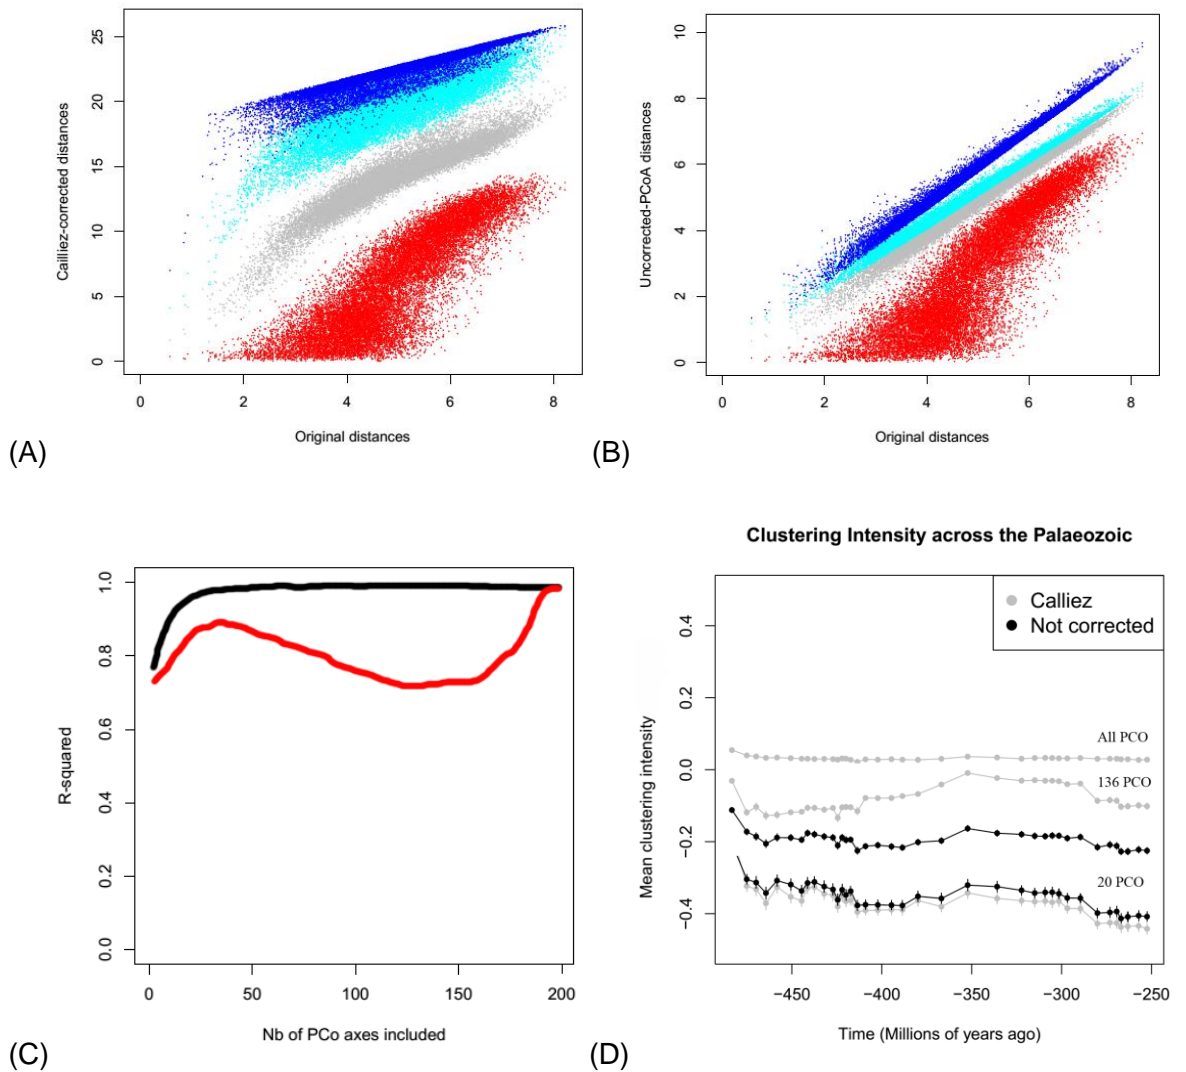 Cailliez-corrected distances
25
20
15
10
5
0
0 2 4 6 8
Original distances
(A)
Uncorrected-PCoA distances
10
8
6
4
2
0
0 2 4 6 8
Original distances
(B)
R-squared
1.0
0.8
0.6
0.4
0.2
0.0
0 50 100 150 200
Nb of PCo axes included
(C)
Clustering Intensity across the Palaeozoic
Calliez
Not corrected
Mean clustering intensity
0.4
0.2
0.0
−0.2
−0.4
All PCO
136 PCO
20 PCO
−450 −400 −350 −300 −250
Time (Millions of years ago)
(D)